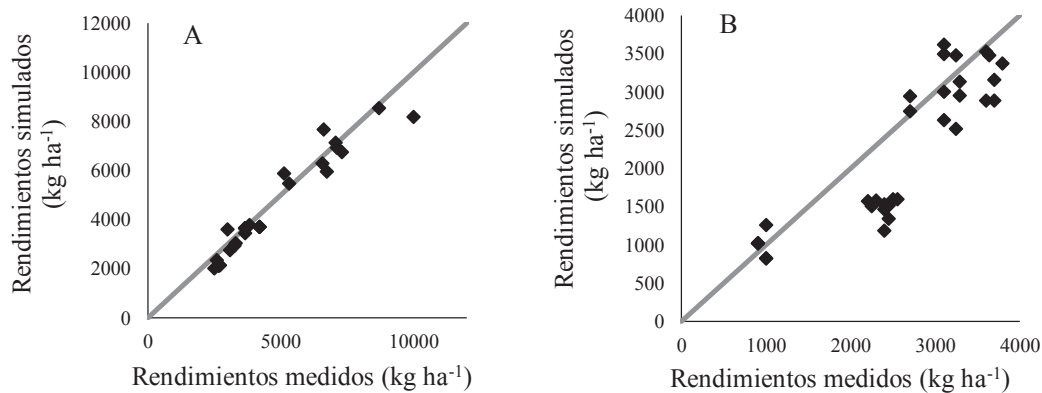 A
Rendimientos simulados
(kg ha-1)
12000
10000
8000
6000
4000
2000
0
0 5000 10000
Rendimientos medidos (kg ha-1)
B
Rendimientos simulados
(kg ha-1)
4000
3500
3000
2500
2000
1500
1000
500
0
0 1000 2000 3000 4000
Rendimientos medidos (kg ha-1)